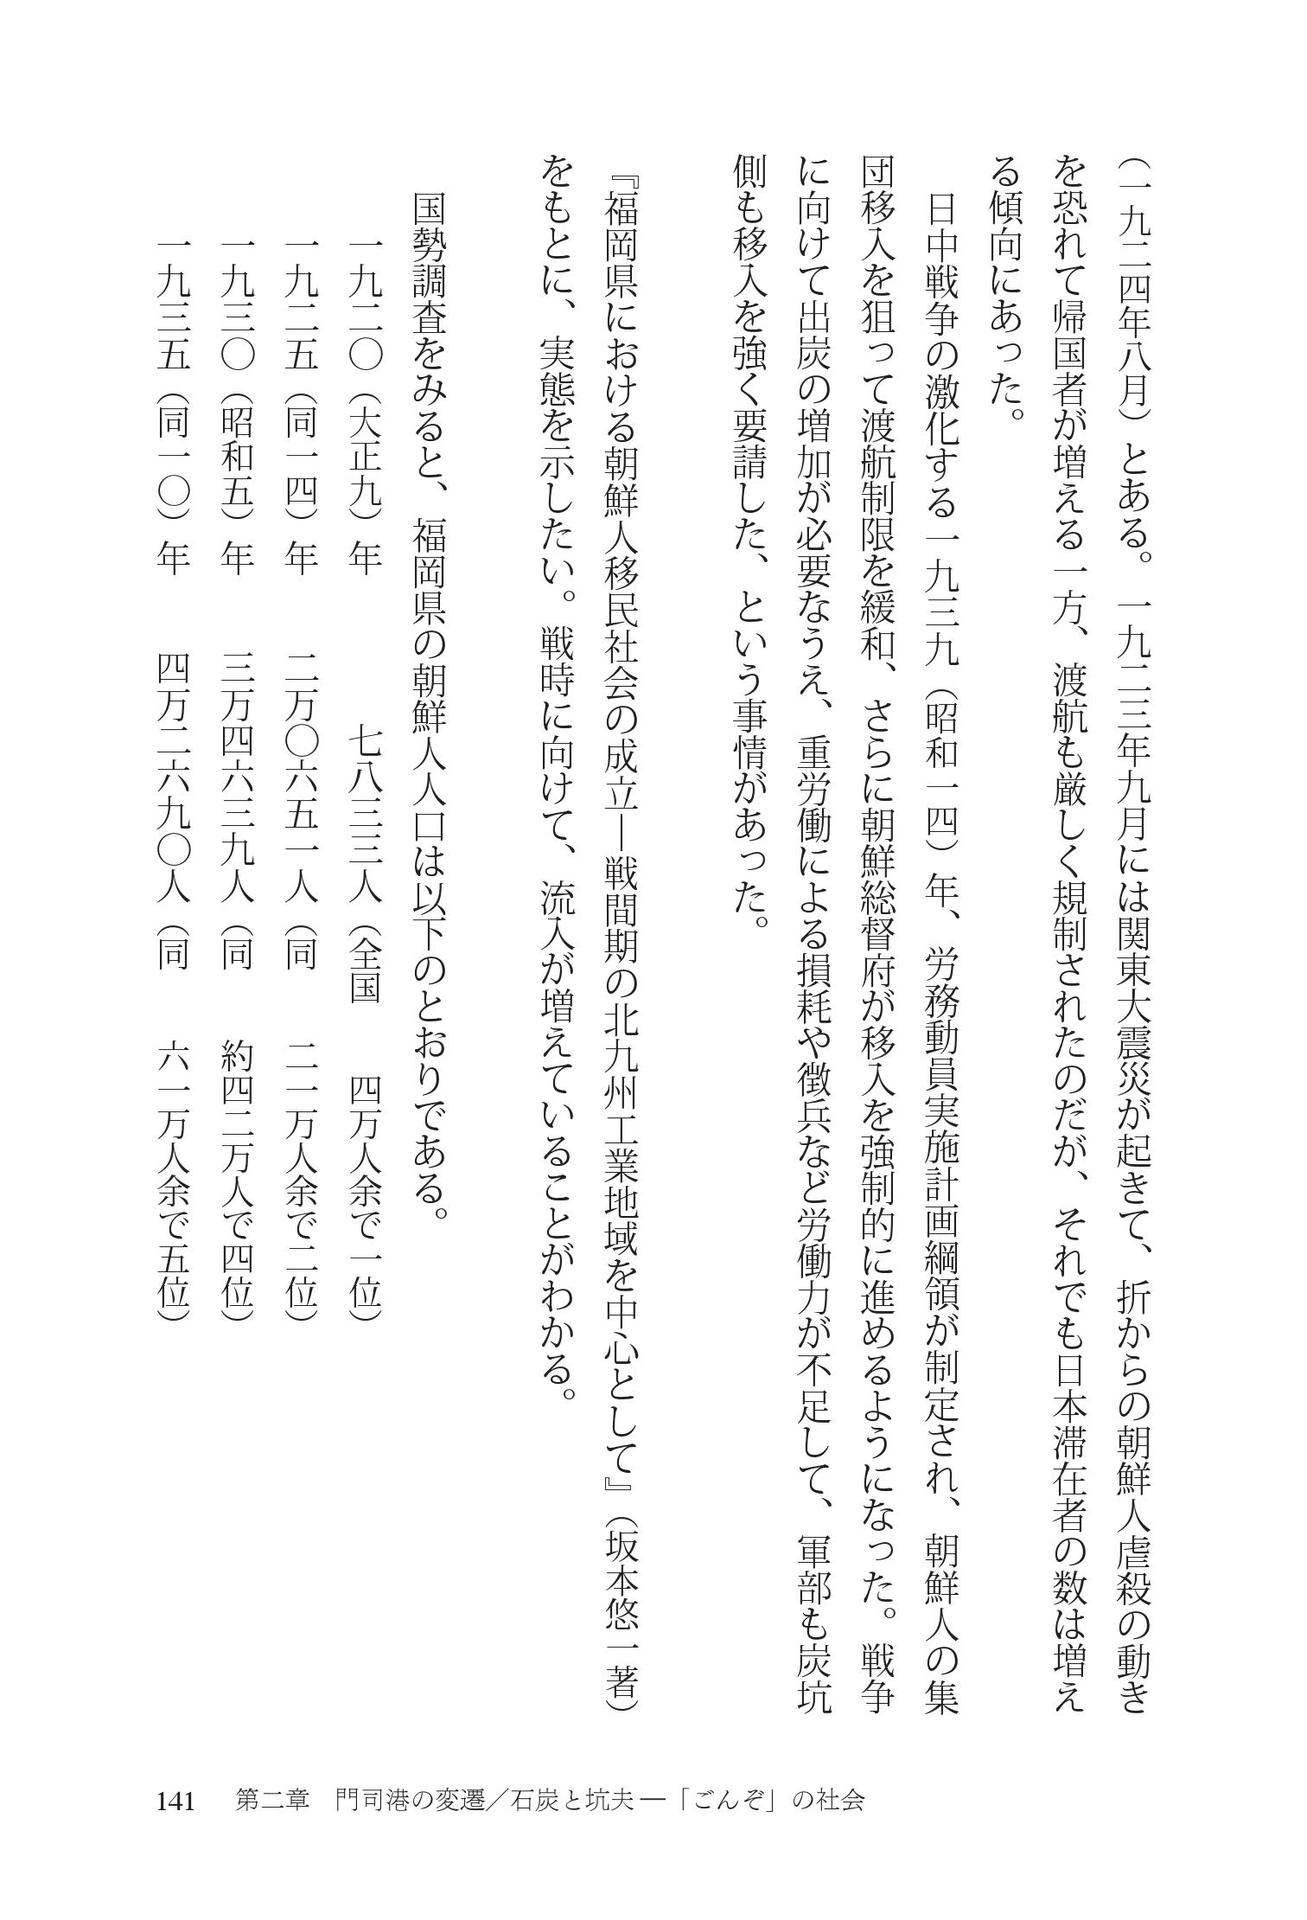 （一九二四年八月）とある。一九二三年九月には関東大震災が起きて、折からの朝鮮人虐殺の動き
を恐れて帰国者が増える一方、渡航も厳しく規制されたのだが、それでも日本滞在者の数は増え
る傾向にあった。
日中戦争の激化する一九三九（昭和一四）年、労務動員実施計画綱領が制定され、朝鮮人の集
団移入を狙って渡航制限を緩和、さらに朝鮮総督府が移入を強制的に進めるようになった。戦争
に向けて出炭の増加が必要なうえ、重労働による損耗や徴兵など労働力が不足して、軍部も炭坑
側も移入を強く要請した、という事情があった。
『福岡県における朝鮮人移民社会の成立―戦間期の北九州工業地域を中心として』（坂本悠一著）
をもとに、実態を示したい。戦時に向けて、流入が増えていることがわかる。
国勢調査をみると、福岡県の朝鮮人人口は以下のとおりである。
一九二〇（大正九）年　七八三三人（全国　四万人余で一位）
一九二五（同一四）年　二万〇六五一人（同　二一万人余で二位）
一九三〇（昭和五）年　三万四六三九人（同　約四二万人で四位）
一九三五（同一〇）年　四万二六九〇人（同　六一万人余で五位）
141　第二章　門司港の変遷／石炭と坑夫―「ごんぞ」の社会